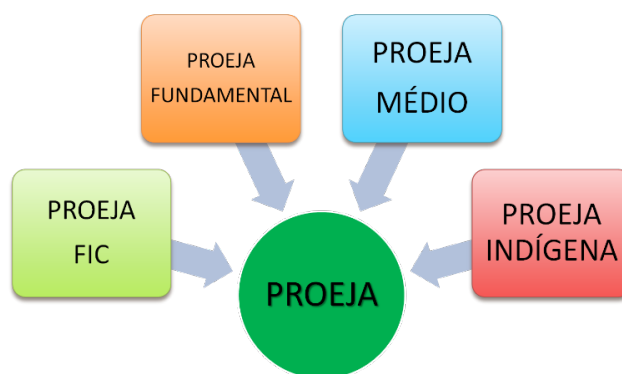 PROEJA
FUNDAMENTAL
PROEJA
MÉDIO
PROEJA
FIC
PROEJA
INDÍGENA
PROEJA